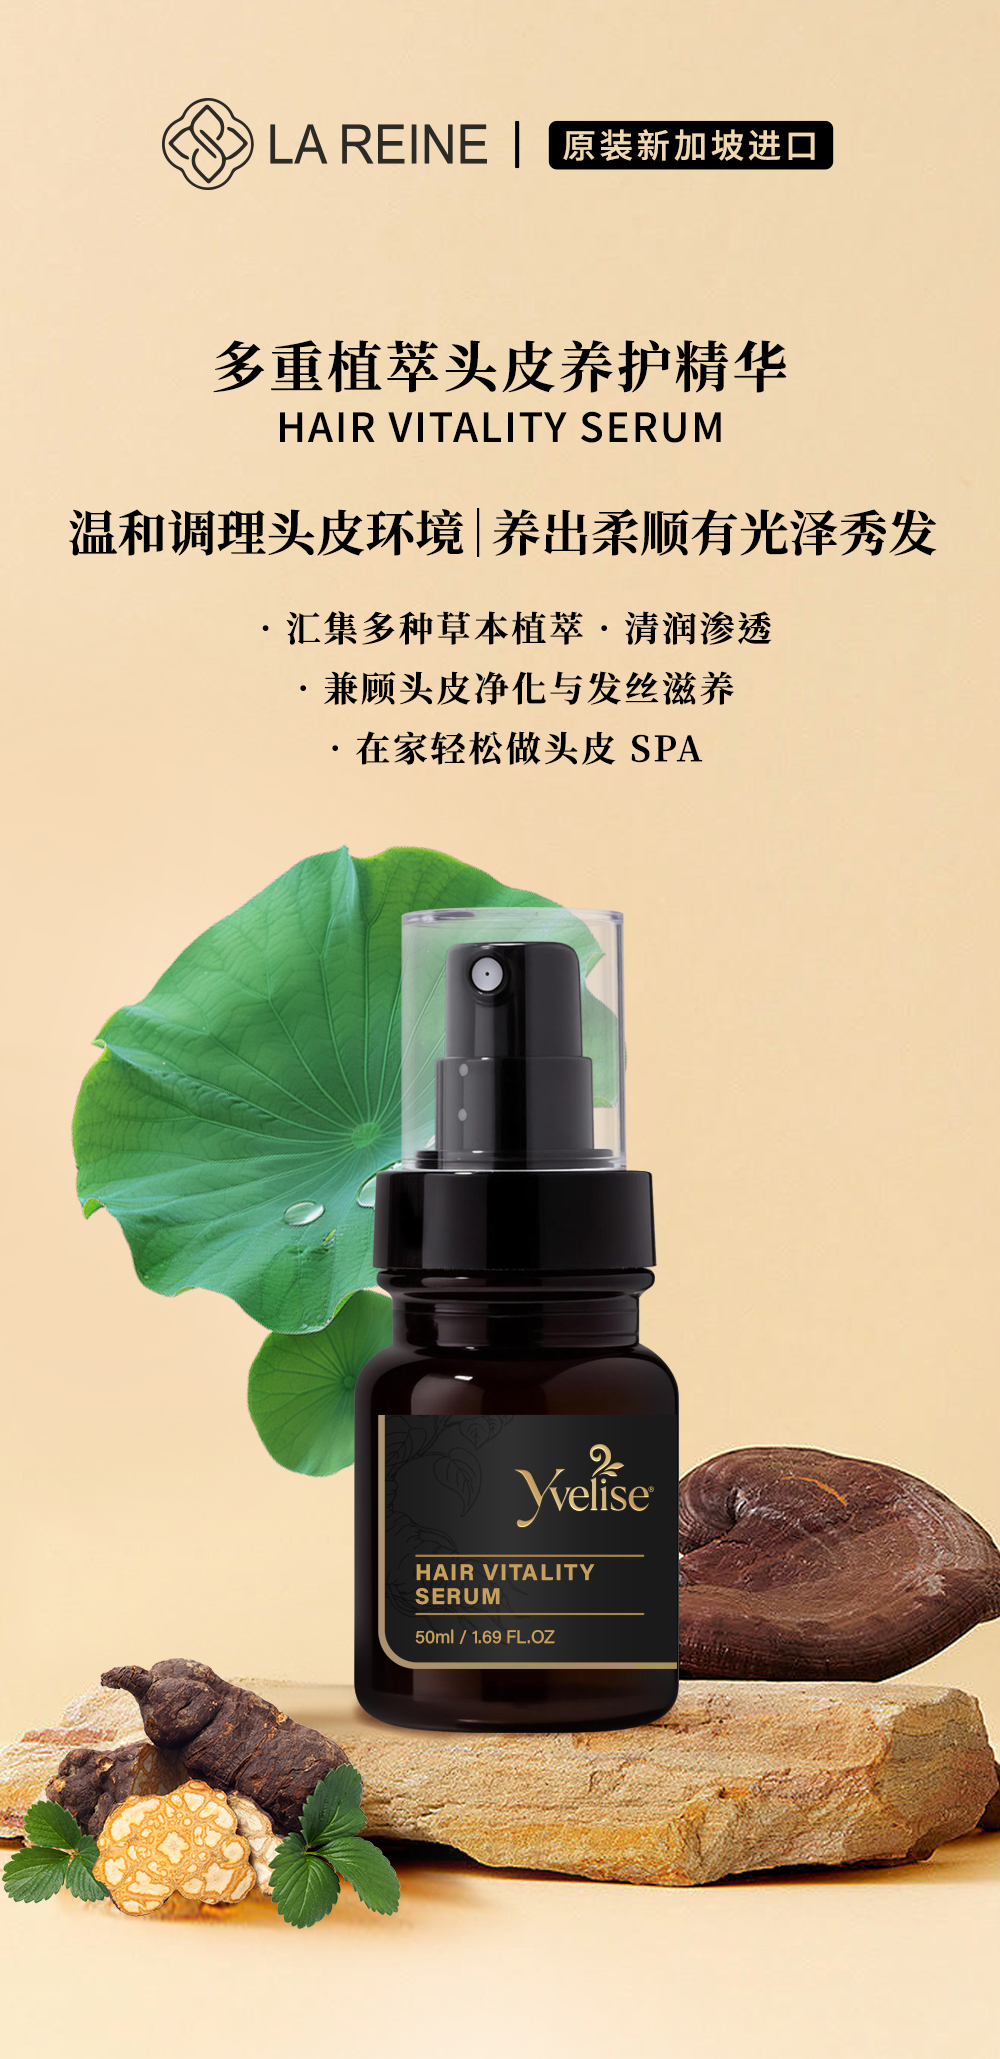 LA REINE | 原装新加坡进口
多重植萃头皮养护精华
HAIR VITALITY SERUM
温和调理头皮环境|养出柔顺有光泽秀发
· 汇集多种草本植萃 · 清润渗透
· 兼顾头皮净化与发丝滋养
· 在家轻松做头皮 SPA
Yvelise®
HAIR VITALITY
SERUM
50ml / 1.69 FL.OZ